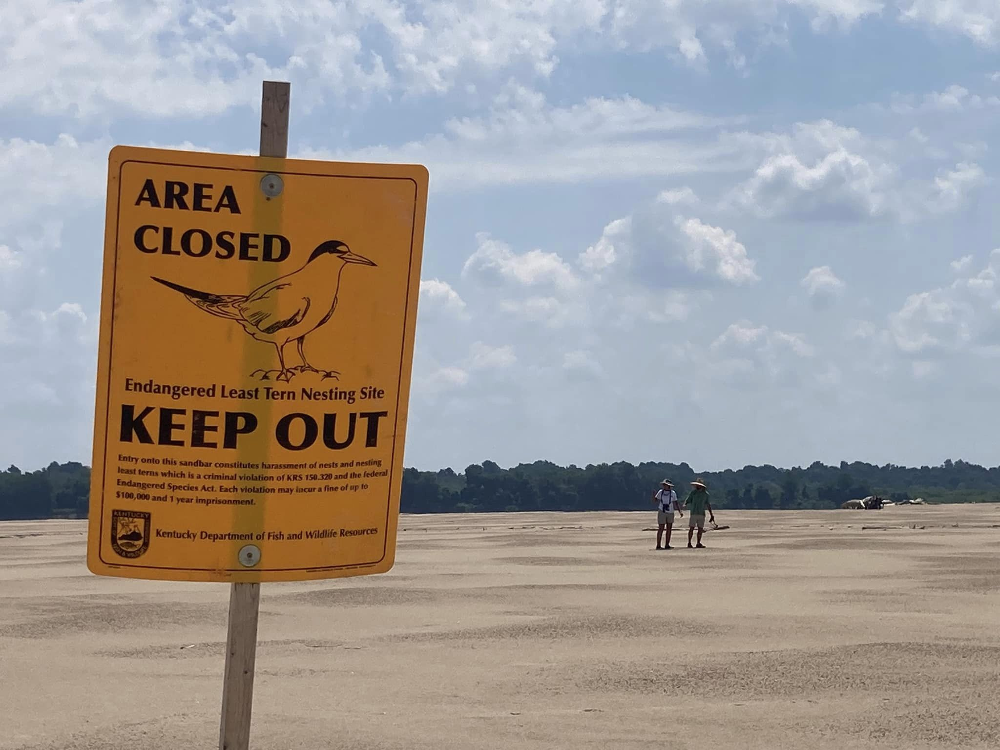 AREA
CLOSED
Endangered Least Tern Nesting Site
KEEP OUT
Entry onto this sandbar constitutes harassment of nests and nesting
least terns which is a criminal violation of KRS 150.320 and the federal
Endangered Species Act. Each violation may incur a fine of up to
$100,000 and 1 year imprisonment.
KENTUCKY
FISH & WILDLIFE
Kentucky Department of Fish and Wildlife Resources